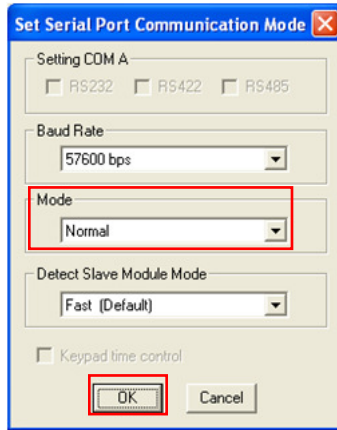 Set Serial Port Communication Mode
Setting COM A
RS232 RS422 RS485
Baud Rate
57600 bps
Mode
Normal
Detect Slave Module Mode
Fast (Default)
Keypad time control
OK Cancel